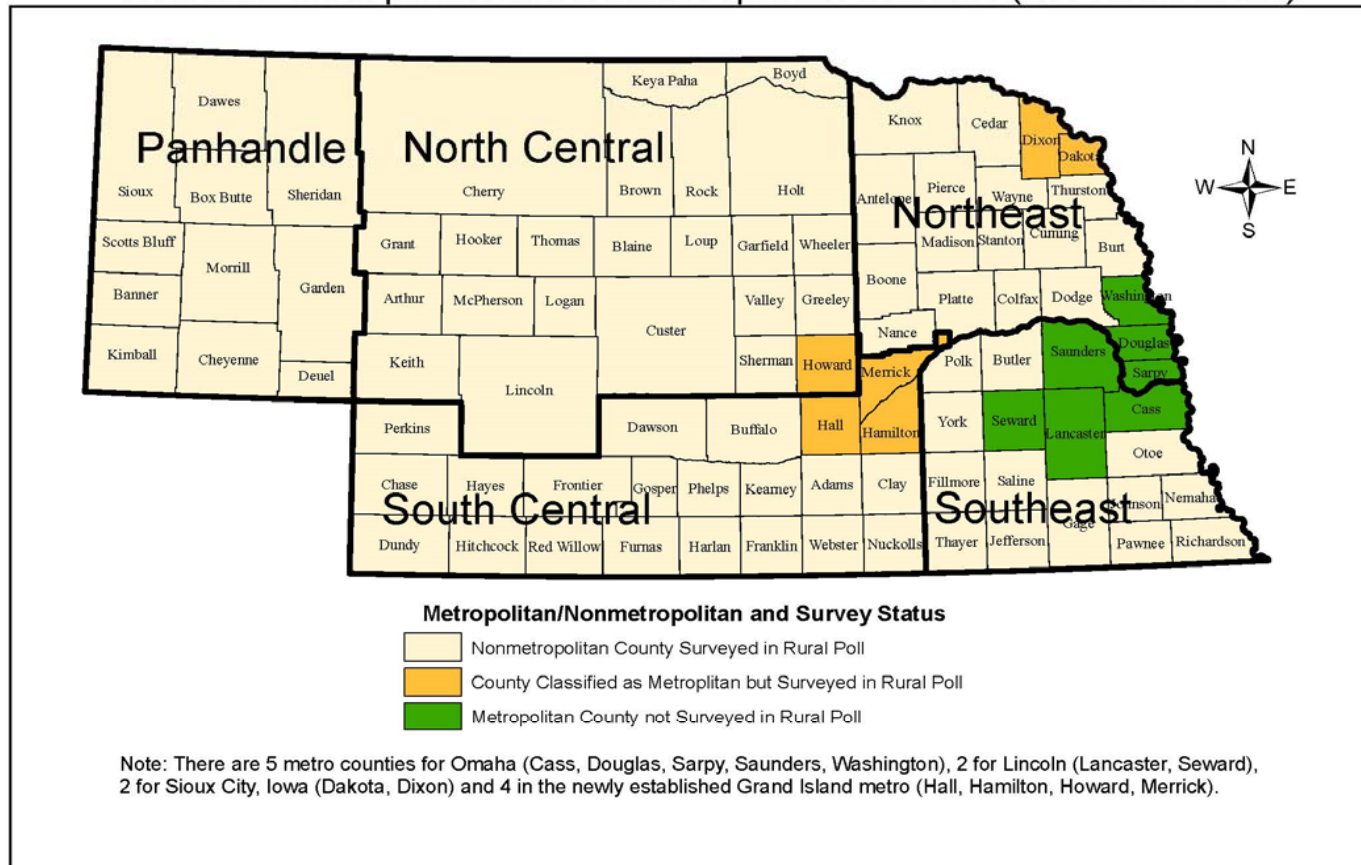 Keya Paha
Boyd
Dawes
Knox
Cedar
Dixon
Dakota
N
W E
S
Panhandle
North Central
Sioux
Box Butte
Sheridan
Cherry
Brown
Rock
Holt
Antelope
Pierce
Wayne
Thurston
Northeast
Scotts Bluff
Morrill
Garden
Grant
Hooker
Thomas
Blaine
Loup
Garfield
Wheeler
Madison
Stanton
Cuming
Burt
Banner
Arthur
McPherson
Logan
Custer
Valley
Greeley
Boone
Platte
Colfax
Dodge
Washington
Kimball
Cheyenne
Deuel
Keith
Lincoln
Sherman
Howard
Nance
Merrick
Polk
Butler
Saunders
Douglas
Sarpy
Perkins
Dawson
Buffalo
Hall
Hamilton
York
Seward
Lancaster
Cass
Otoe
Chase
Hayes
Frontier
Gosper
Phelps
Kearney
Adams
Clay
Fillmore
Saline
Johnson
Nemaha
South Central
Southeast
Gage
Dundy
Hitchcock
Red Willow
Furnas
Harlan
Franklin
Webster
Nuckolls
Thayer
Jefferson
Pawnee
Richardson
Metropolitan/Nonmetropolitan and Survey Status
Nonmetropolitan County Surveyed in Rural Poll
County Classified as Metroplitan but Surveyed in Rural Poll
Metropolitan County not Surveyed in Rural Poll
Note: There are 5 metro counties for Omaha (Cass, Douglas, Sarpy, Saunders, Washington), 2 for Lincoln (Lancaster, Seward),
2 for Sioux City, Iowa (Dakota, Dixon) and 4 in the newly established Grand Island metro (Hall, Hamilton, Howard, Merrick).